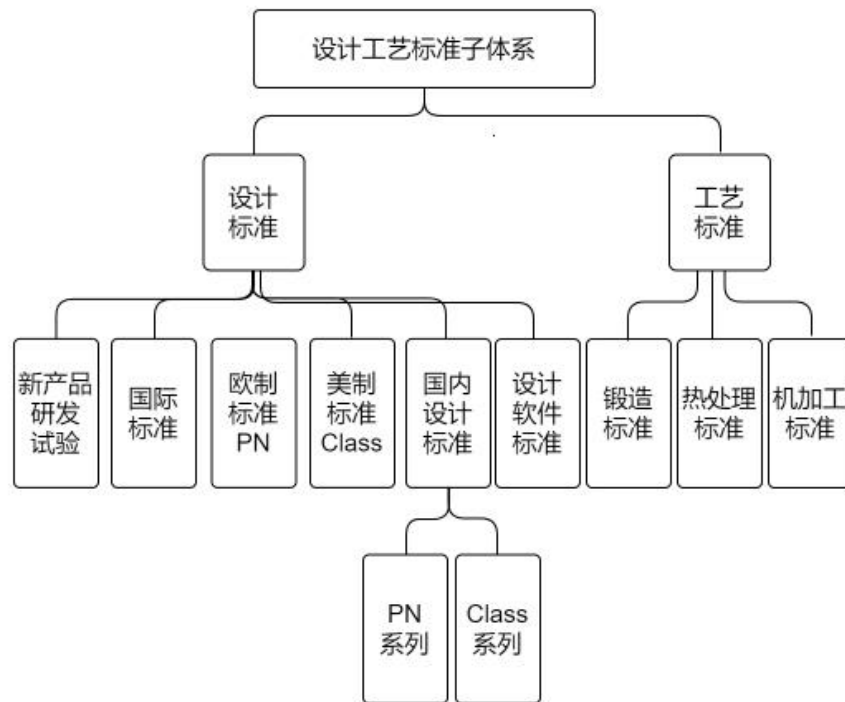 设计工艺标准子体系
设计
标准
工艺
标准
新产品
研发
试验
国际
标准
欧制
标准
PN
美制
标准
Class
国内
设计
标准
设计
软件
标准
锻造
标准
热处理
标准
机加工
标准
PN
系列
Class
系列